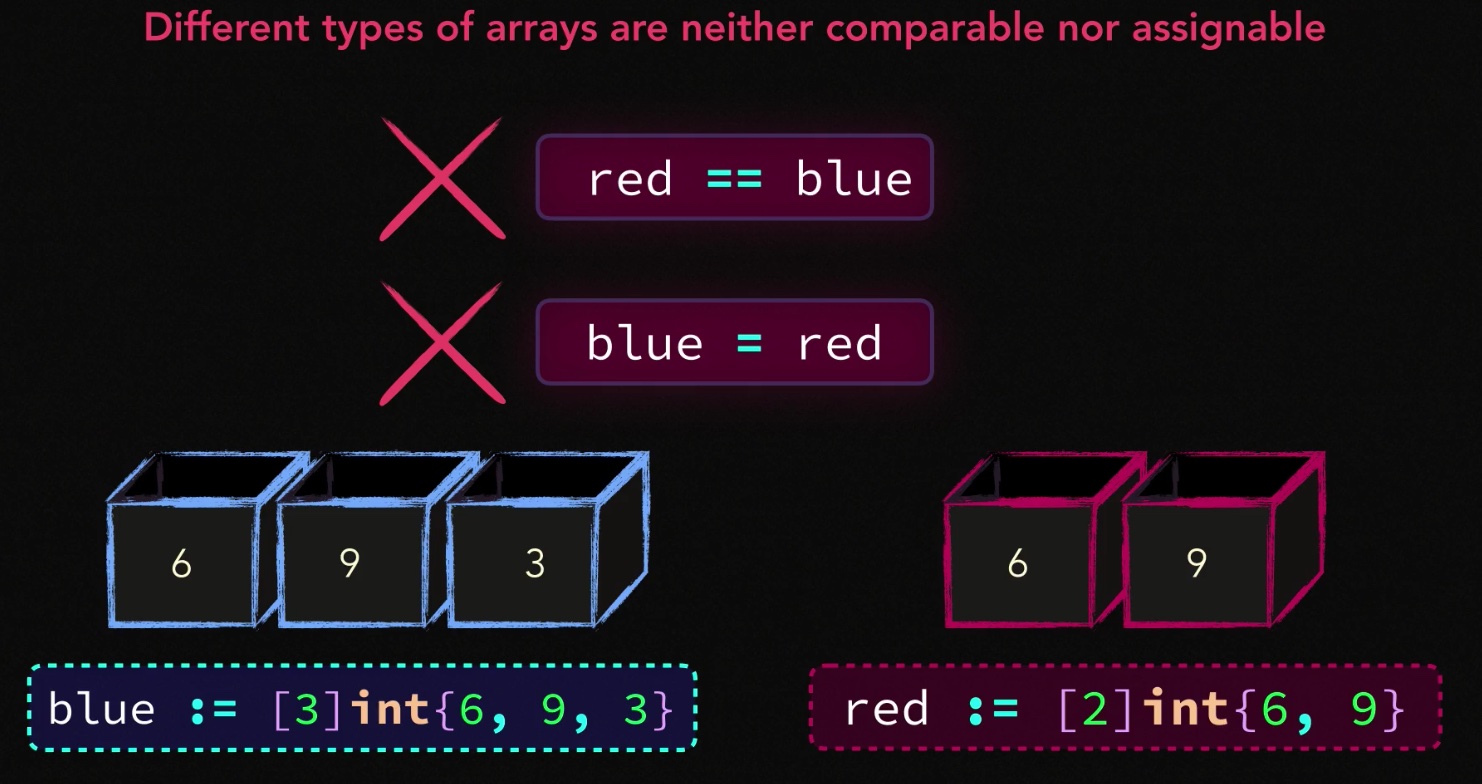 Different types of arrays are neither comparable nor assignable
red == blue
blue = red
6 9 3 6 9
blue := [3]int{6, 9, 3} red := [2]int{6, 9}